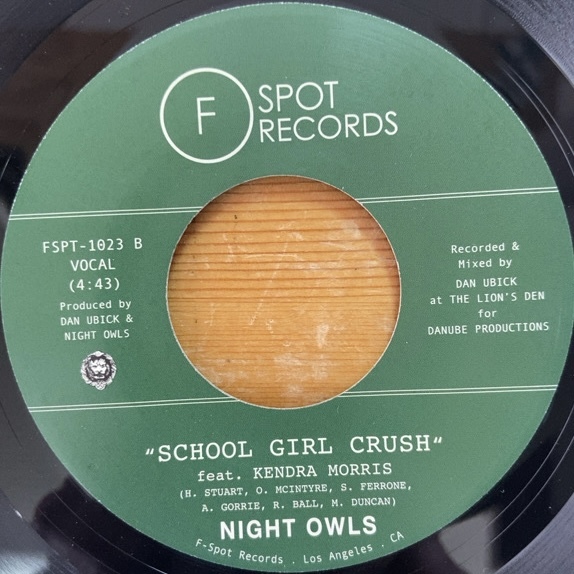 F SPOT
RECORDS
FSPT-1023 B
VOCAL
(4:43)
Produced by
DAN UBICK &
NIGHT OWLS
Recorded &
Mixed by
DAN UBICK
at THE LION'S DEN
for
DANUBE PRODUCTIONS
"SCHOOL GIRL CRUSH"
feat. KENDRA MORRIS
(H. STUART, O. MCINTYRE, S. FERRONE,
A. GORRIE, R. BALL, M. DUNCAN)
NIGHT OWLS
F-Spot Records . Los Angeles . CA